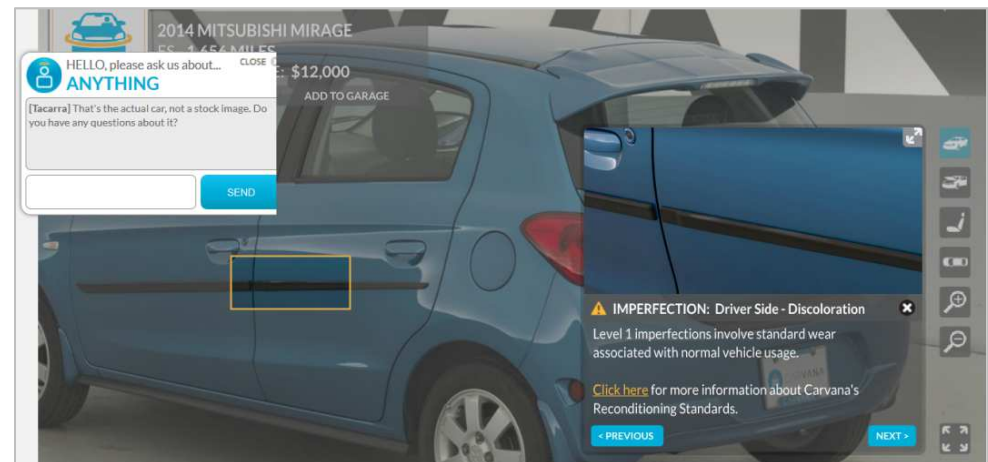 2014 MITSUBISHI MIRAGE
ES 1,656 MILES
$12,000
ADD TO GARAGE
HELLO, please ask us about...
CLOSE
ANYTHING
[Tacarra] That's the actual car, not a stock image. Do
you have any questions about it?
SEND
IMPERFECTION: Driver Side - Discoloration
Level 1 imperfections involve standard wear
associated with normal vehicle usage.
Click here for more information about Carvana's
Reconditioning Standards.
< PREVIOUS
NEXT >
CARVANA